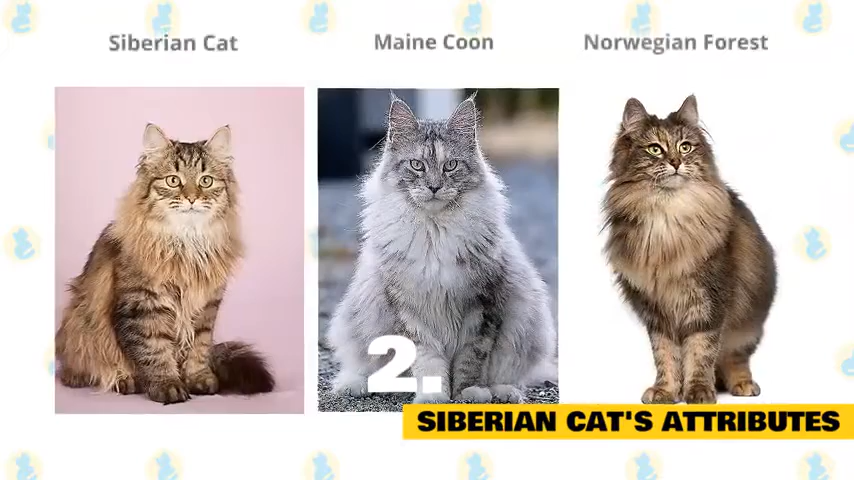 Siberian Cat
Maine Coon
Norwegian Forest
2.
SIBERIAN CAT'S ATTRIBUTES